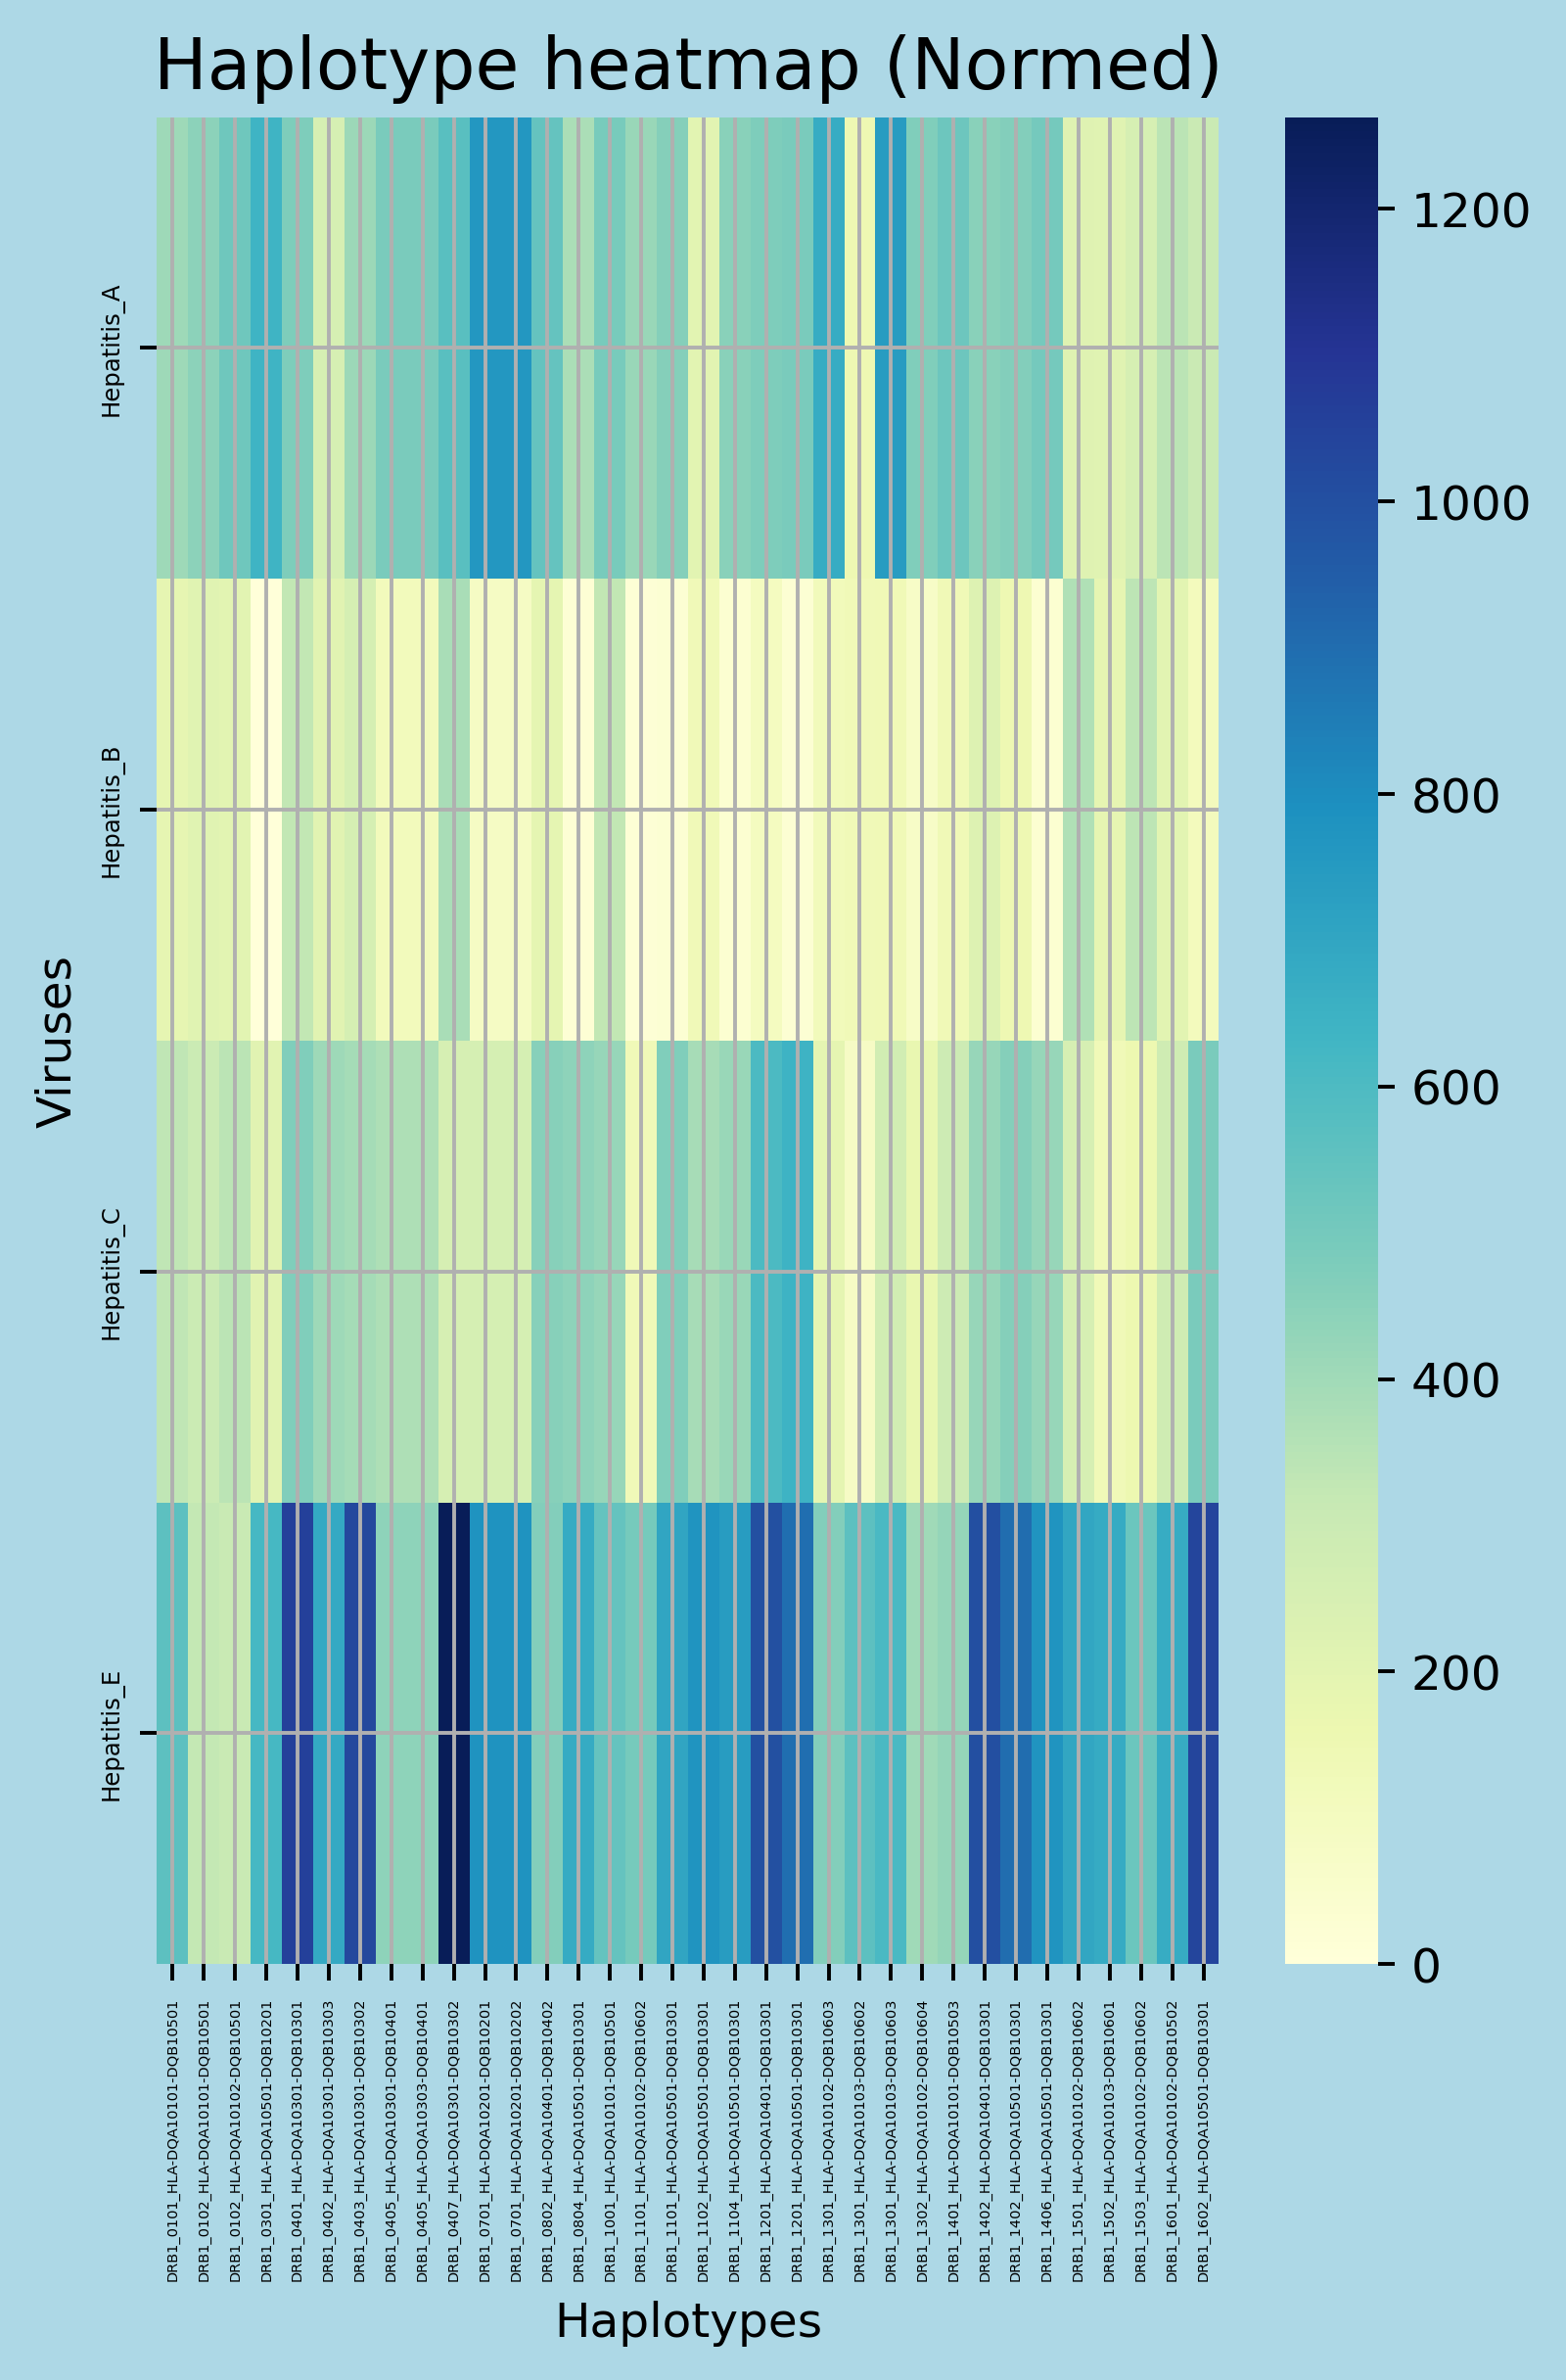 Haplotype heatmap (Normed)
Viruses
Hepatitis_A
Hepatitis_B
Hepatitis_C
Hepatitis_E
1200
1000
800
600
400
200
0
DRB1_0101_HLA-DQA10101-DQB10501
DRB1_0102_HLA-DQA10101-DQB10501
DRB1_0102_HLA-DQA10102-DQB10501
DRB1_0301_HLA-DQA10501-DQB10201
DRB1_0401_HLA-DQA10301-DQB10301
DRB1_0402_HLA-DQA10301-DQB10303
DRB1_0403_HLA-DQA10301-DQB10302
DRB1_0405_HLA-DQA10301-DQB10401
DRB1_0405_HLA-DQA10303-DQB10401
DRB1_0407_HLA-DQA10301-DQB10302
DRB1_0701_HLA-DQA10201-DQB10201
DRB1_0701_HLA-DQA10201-DQB10202
DRB1_0802_HLA-DQA10401-DQB10402
DRB1_0804_HLA-DQA10501-DQB10301
DRB1_1001_HLA-DQA10101-DQB10501
DRB1_1101_HLA-DQA10102-DQB10602
DRB1_1101_HLA-DQA10501-DQB10301
DRB1_1102_HLA-DQA10501-DQB10301
DRB1_1104_HLA-DQA10501-DQB10301
DRB1_1201_HLA-DQA10401-DQB10301
DRB1_1201_HLA-DQA10501-DQB10301
DRB1_1301_HLA-DQA10102-DQB10603
DRB1_1301_HLA-DQA10103-DQB10602
DRB1_1301_HLA-DQA10103-DQB10603
DRB1_1302_HLA-DQA10102-DQB10604
DRB1_1401_HLA-DQA10101-DQB10503
DRB1_1402_HLA-DQA10401-DQB10301
DRB1_1402_HLA-DQA10501-DQB10301
DRB1_1406_HLA-DQA10501-DQB10301
DRB1_1501_HLA-DQA10102-DQB10602
DRB1_1502_HLA-DQA10103-DQB10601
DRB1_1503_HLA-DQA10102-DQB10602
DRB1_1601_HLA-DQA10102-DQB10502
DRB1_1602_HLA-DQA10501-DQB10301
Haplotypes